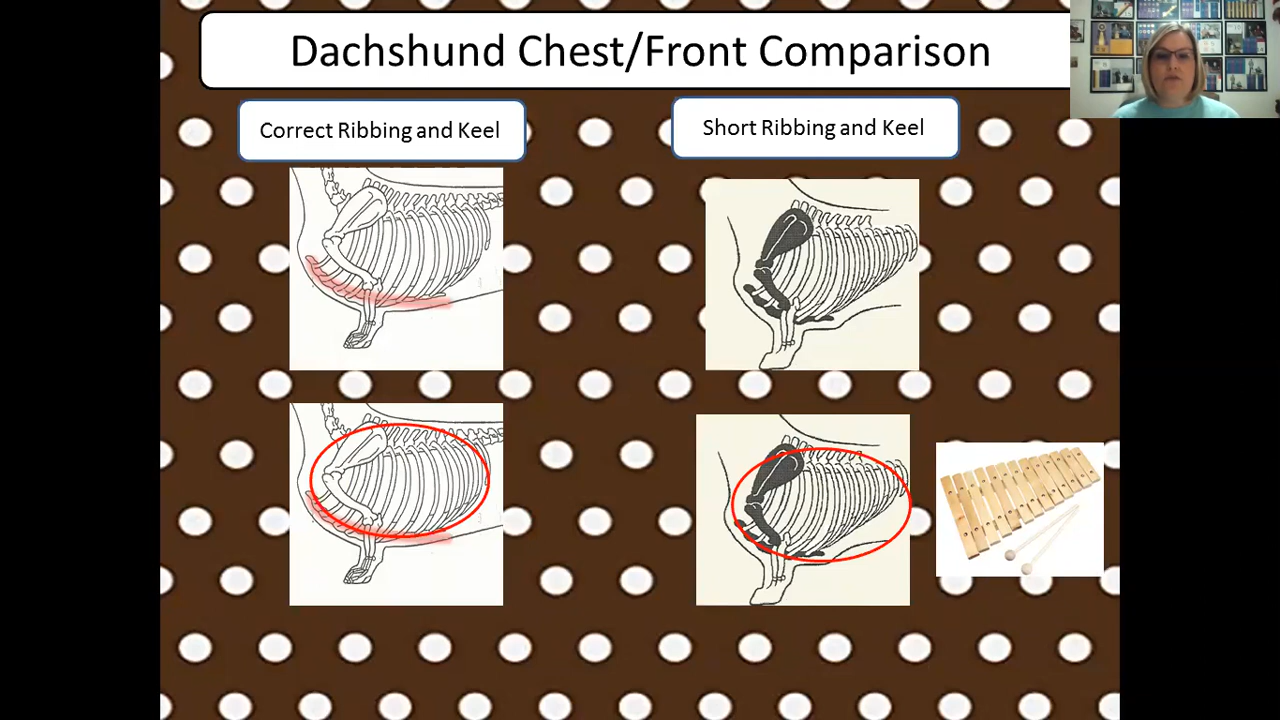 Dachshund Chest/Front Comparison
Correct Ribbing and Keel
Short Ribbing and Keel